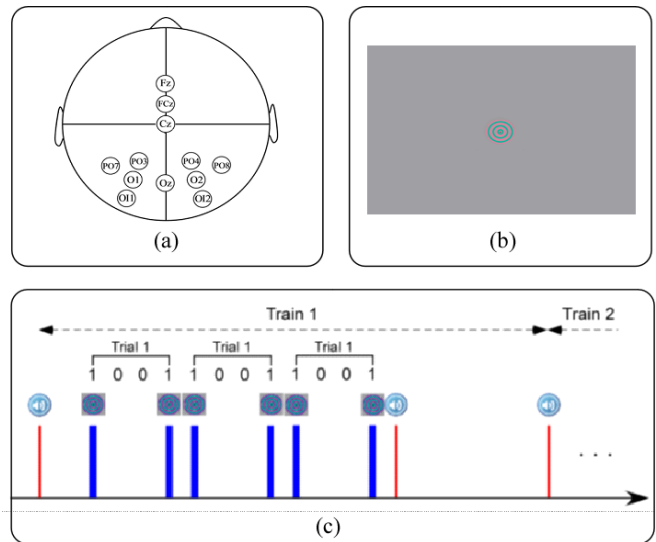 Fz
FCz
Cz
PO7 PO3 PO4 PO8
O1 Oz O2
OI1 OI2
(a)
(b)
Train 1 Train 2
Trial 1 Trial 1 Trial 1
1 0 0 1 1 0 0 1 1 0 0 1
. . .
(c)